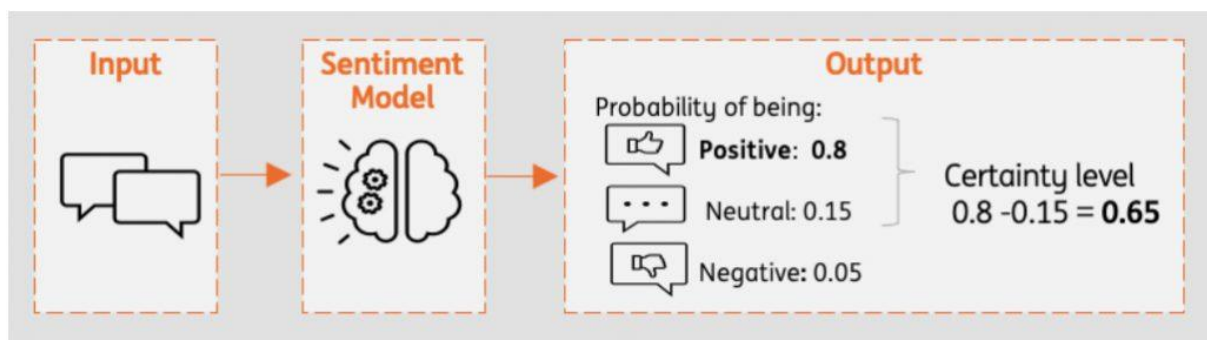 Input
Sentiment
Model
Output
Probability of being:
Positive: 0.8
Neutral: 0.15
Negative: 0.05
Certainty level
0.8 -0.15 = 0.65